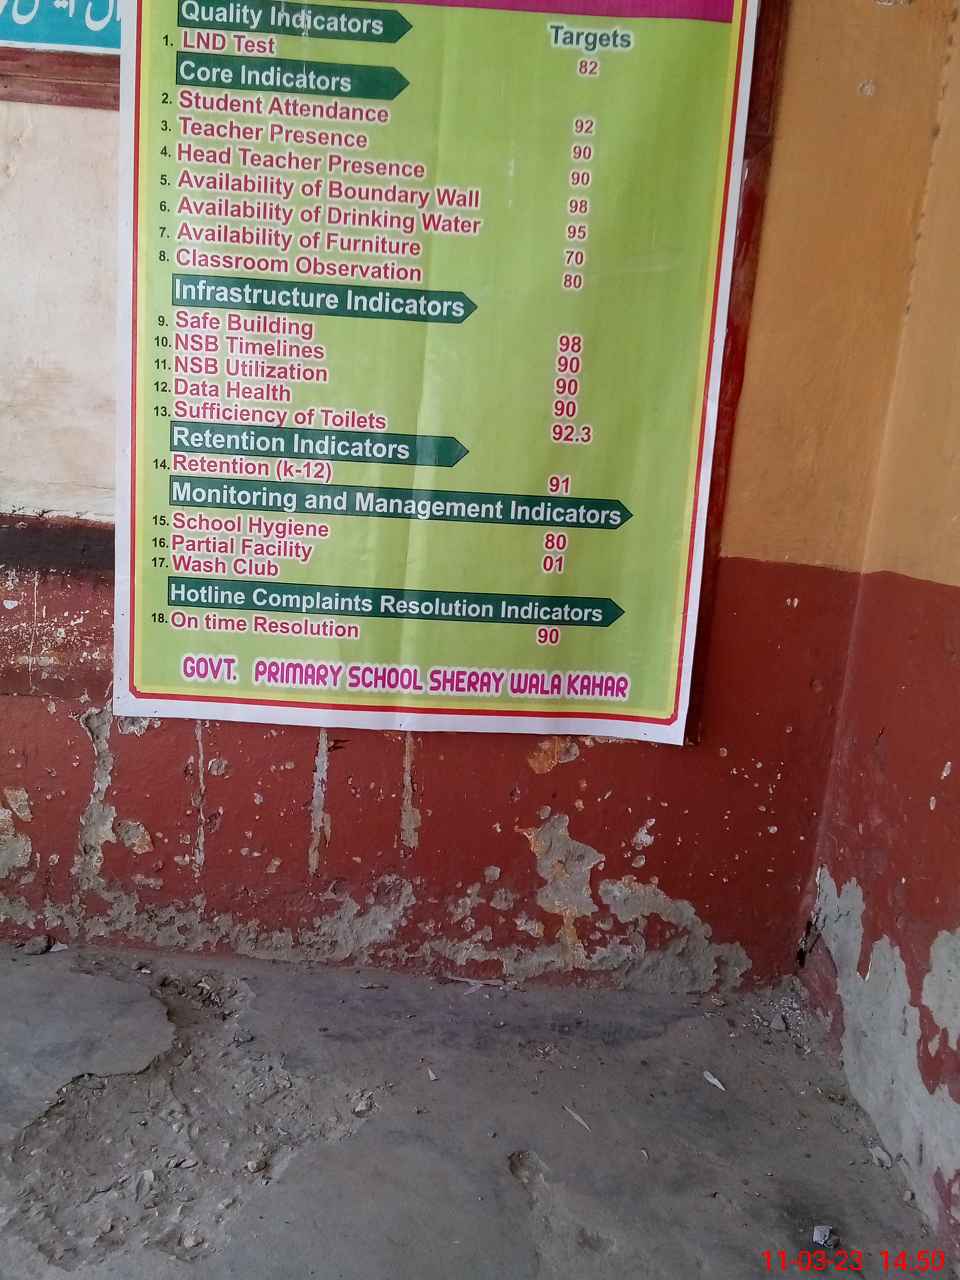 Quality Indicators Targets
1. LND Test 82
Core Indicators
2. Student Attendance 92
3. Teacher Presence 90
4. Head Teacher Presence 90
5. Availability of Boundary Wall 98
6. Availability of Drinking Water 95
7. Availability of Furniture 70
8. Classroom Observation 80
Infrastructure Indicators
9. Safe Building 98
10. NSB Timelines 90
11. NSB Utilization 90
12. Data Health 90
13. Sufficiency of Toilets 92.3
Retention Indicators
14. Retention (k-12) 91
Monitoring and Management Indicators
15. School Hygiene 80
16. Partial Facility 01
17. Wash Club
Hotline Complaints Resolution Indicators
18. On time Resolution 90
GOVT. PRIMARY SCHOOL SHERAY WALA KAHAR
11-03-23 14:50